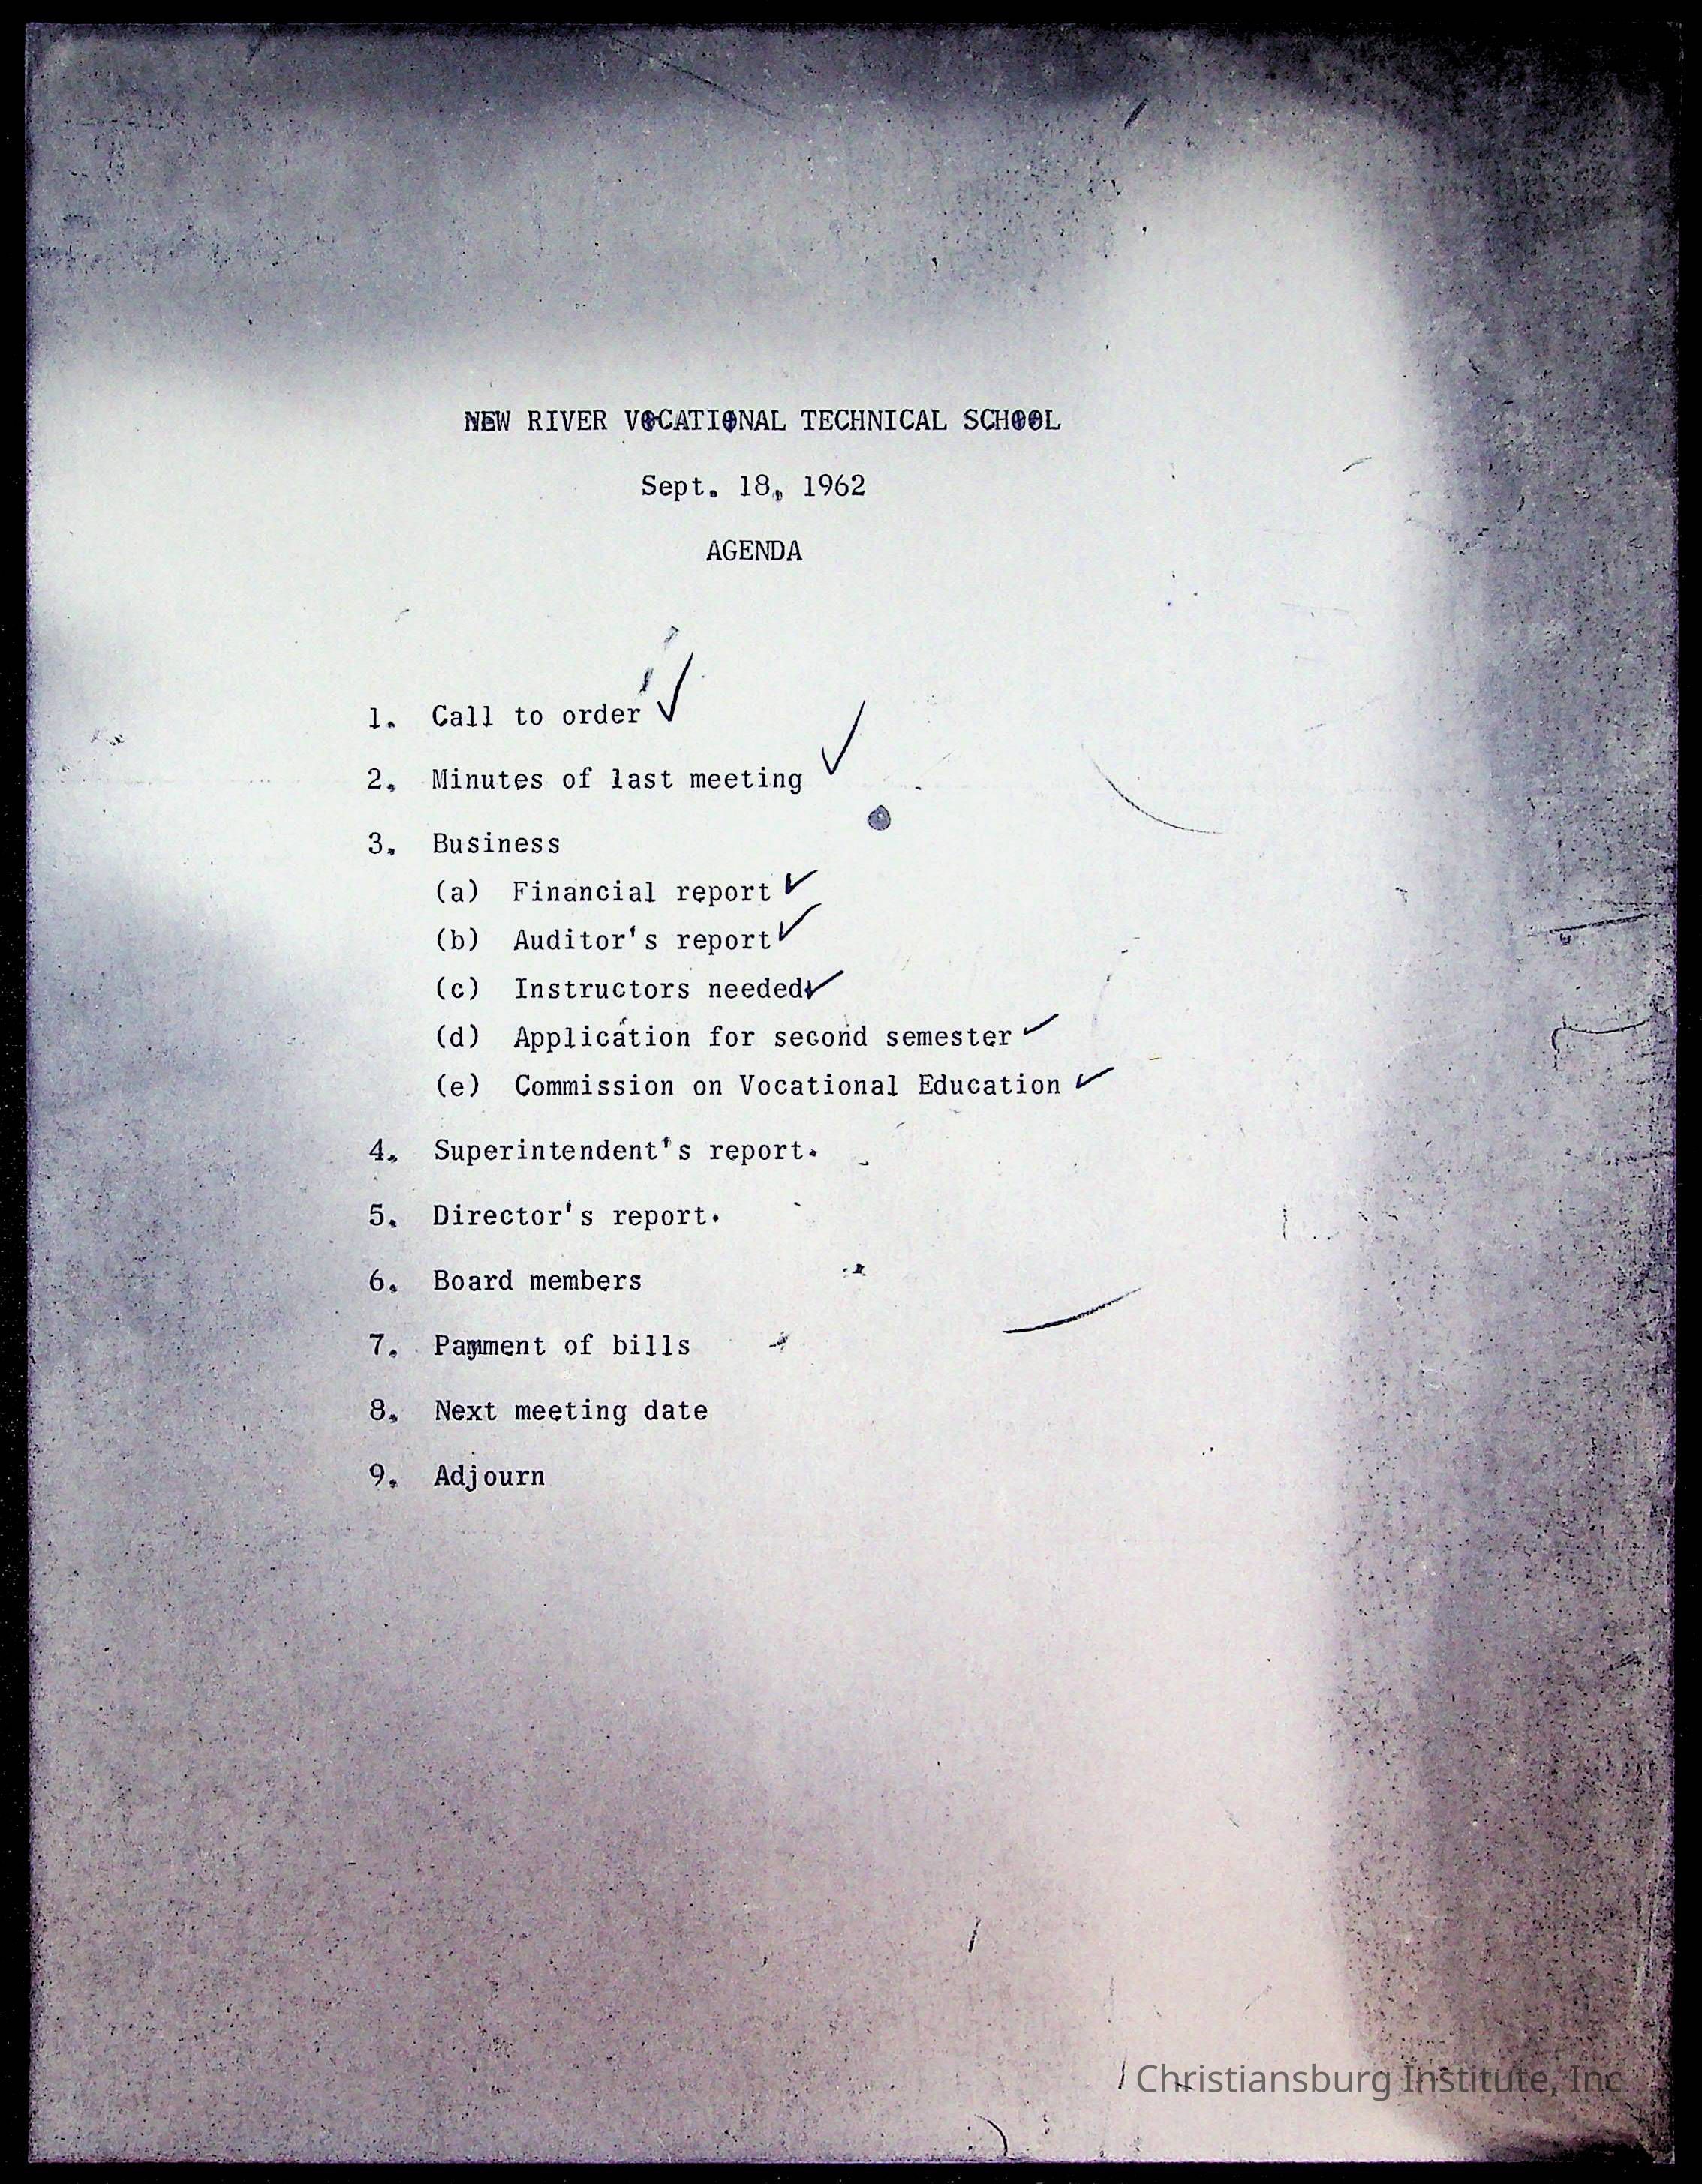 NEW RIVER VOCATIONAL TECHNICAL SCHOOL
Sept. 18, 1962
AGENDA
1. Call to order ✓
2. Minutes of last meeting ✓
3. Business
(a) Financial report ✓
(b) Auditor's report ✓
(c) Instructors needed ✓
(d) Application for second semester ✓
(e) Commission on Vocational Education ✓
4. Superintendent's report.
5. Director's report.
6. Board members
7. Payment of bills
8. Next meeting date
9. Adjourn
Christiansburg Institute, Inc